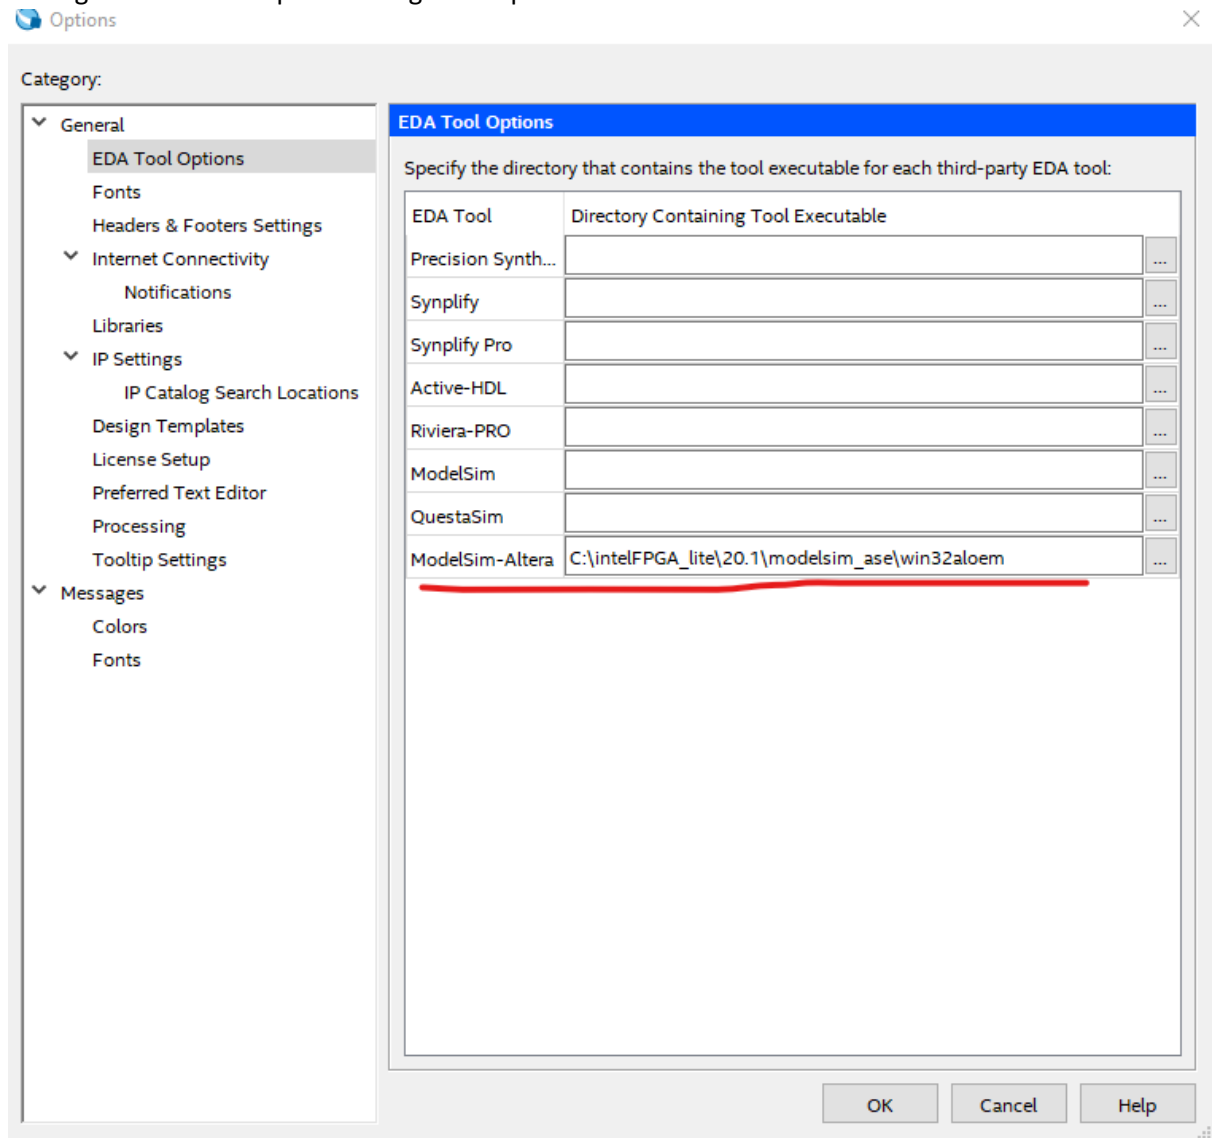 Options
Category:
General
EDA Tool Options
Fonts
Headers & Footers Settings
Internet Connectivity
Notifications
Libraries
IP Settings
IP Catalog Search Locations
Design Templates
License Setup
Preferred Text Editor
Processing
Tooltip Settings
Messages
Colors
Fonts
EDA Tool Options
Specify the directory that contains the tool executable for each third-party EDA tool:
EDA Tool Directory Containing Tool Executable
Precision Synth... ...
Synplify ...
Synplify Pro ...
Active-HDL ...
Riviera-PRO ...
ModelSim ...
QuestaSim ...
ModelSim-Altera C:\intelFPGA_lite\20.1\modelsim_ase\win32aloem ...
OK Cancel Help